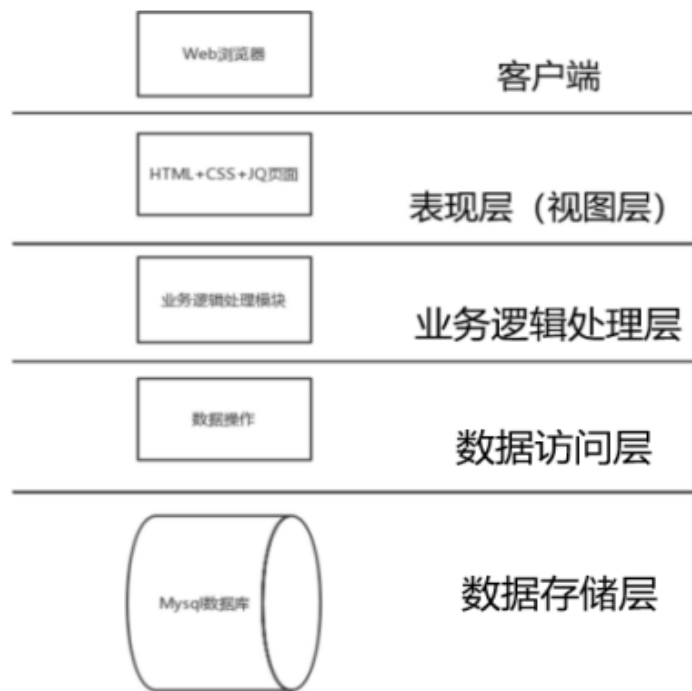 Web浏览器
客户端
HTML+CSS+JQ页面
表现层（视图层）
业务逻辑处理模块
业务逻辑处理层
数据操作
数据访问层
Mysql数据库
数据存储层